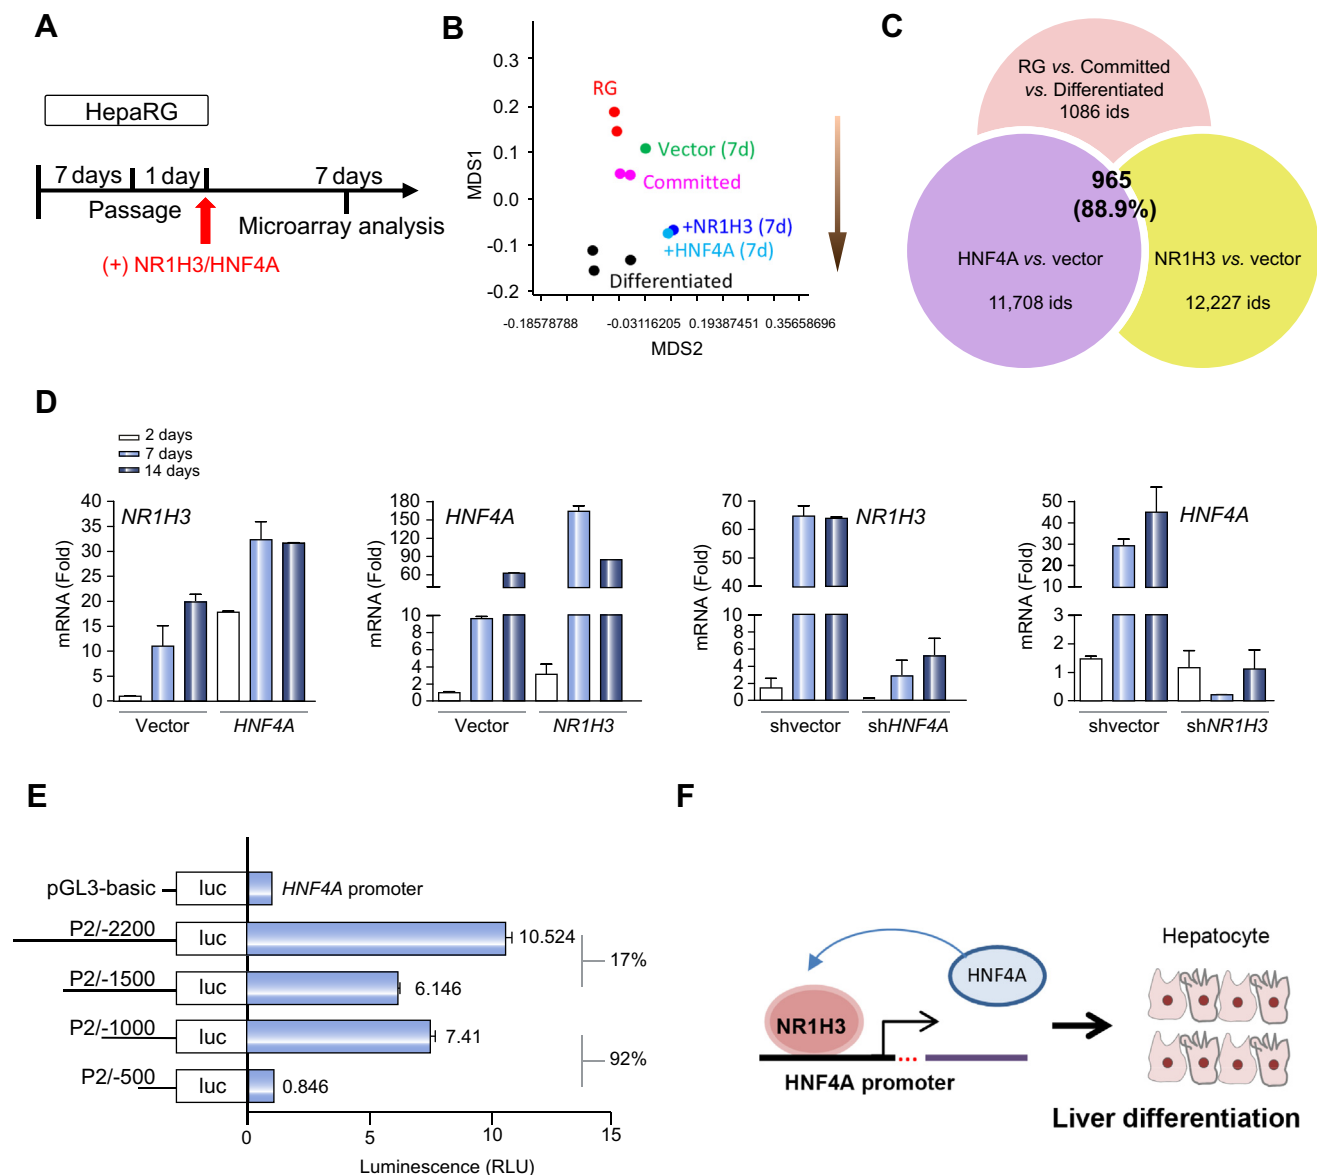 A
HepaRG
7 days
1 day
7 days
Passage
Microarray analysis
(+) NR1H3/HNF4A
B
MDS1
0.3
0.2
0.1
0.0
-0.1
-0.2
RG
Vector (7d)
Committed
+NR1H3 (7d)
+HNF4A (7d)
Differentiated
-0.18578788
-0.03116205
0.19387451
0.35658696
MDS2
C
RG vs. Committed
vs. Differentiated
1086 ids
965
(88.9%)
HNF4A vs. vector
11,708 ids
NR1H3 vs. vector
12,227 ids
D
2 days
7 days
14 days
NR1H3
mRNA (Fold)
40
35
30
25
20
15
10
5
0
Vector
HNF4A
HNF4A
mRNA (Fold)
180
150
120
90
60
10
8
6
4
2
0
Vector
NR1H3
NR1H3
mRNA (Fold)
70
60
50
40
10
8
6
4
2
0
shvector
shHNF4A
HNF4A
mRNA (Fold)
50
40
30
20
10
3
2
1
0
shvector
shNR1H3
E
pGL3-basic
luc
HNF4A promoter
P2/-2200
luc
10.524
17%
P2/-1500
luc
6.146
P2/-1000
luc
7.41
92%
P2/-500
luc
0.846
0
5
10
15
Luminescence (RLU)
F
HNF4A
NR1H3
HNF4A promoter
Hepatocyte
Liver differentiation